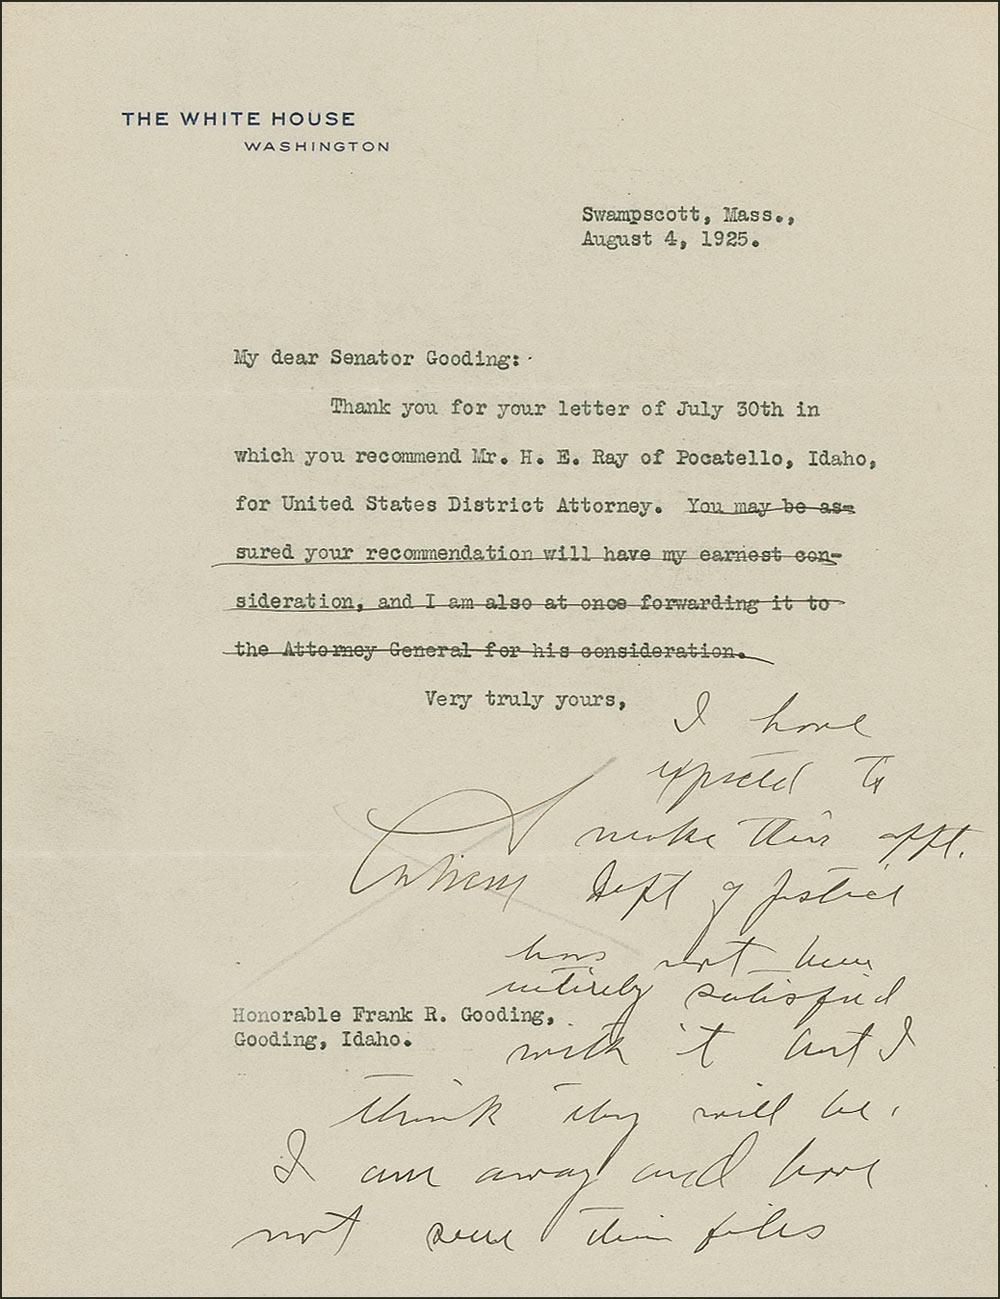 THE WHITE HOUSE
WASHINGTON
Swampscott, Mass.,
August 4, 1925.
My dear Senator Gooding:
Thank you for your letter of July 30th in
which you recommend Mr. H. E. Ray of Pocatello, Idaho,
for United States District Attorney. You may be as-
sured your recommendation will have my earnest con-
sideration, and I am also at once forwarding it to
the Attorney General for his consideration.
Very truly yours,
I have
expected to
make this appt.
Dept of Justice
has not been
entirely satisfied
Honorable Frank R. Gooding,
Gooding, Idaho.
with it but I
think they will be.
I am away and have
not seen their files